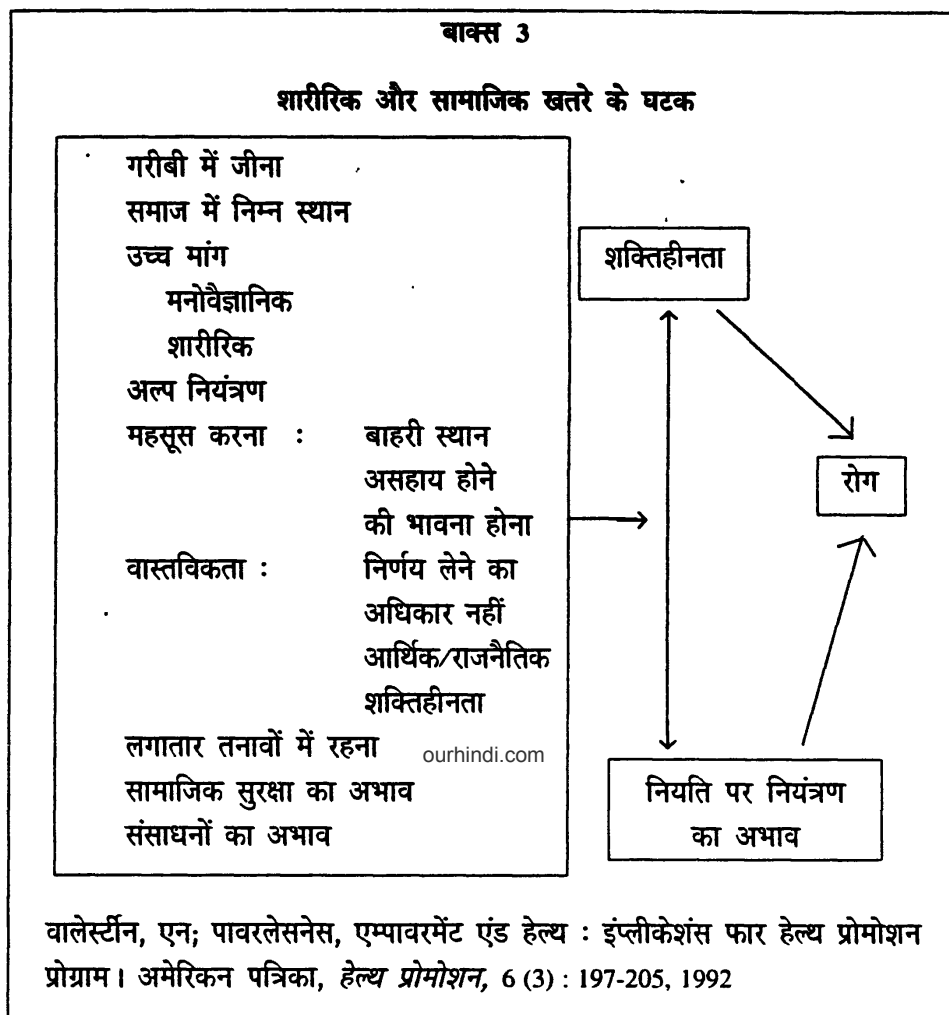 बाक्स 3
शारीरिक और सामाजिक खतरे के घटक
गरीबी में जीना
समाज में निम्न स्थान
उच्च मांग
मनोवैज्ञानिक
शारीरिक
अल्प नियंत्रण
महसूस करना : बाहरी स्थान
असहाय होने
की भावना होना
वास्तविकता : निर्णय लेने का
अधिकार नहीं
आर्थिक/राजनैतिक
शक्तिहीनता
लगातार तनावों में रहना
सामाजिक सुरक्षा का अभाव
संसाधनों का अभाव
शक्तिहीनता
रोग
नियति पर नियंत्रण
का अभाव
ourhindi.com
वालेर्स्टीन, एन; पावरलेसनेस, एम्पावरमेंट एंड हेल्थ : इंप्लीकेशंस फार हेल्थ प्रोमोशन
प्रोग्राम। अमेरिकन पत्रिका, हेल्थ प्रोमोशन, 6 (3) : 197-205, 1992